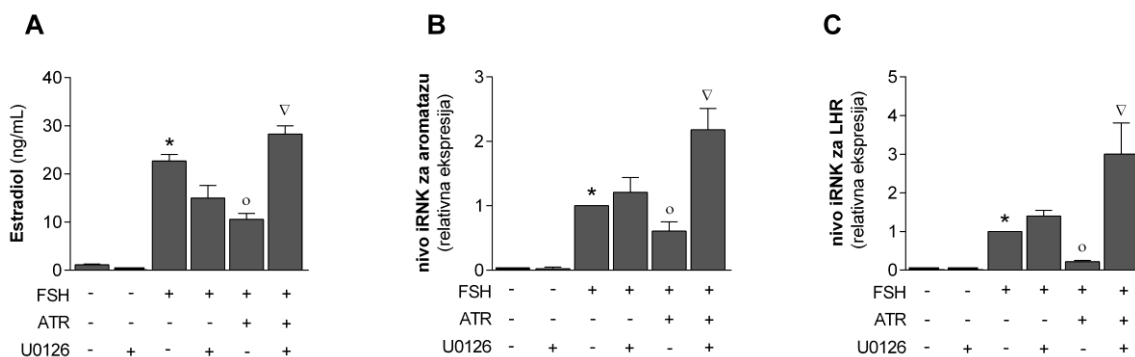 A
B
C
Estradiol (ng/mL)
40
30
20
10
0
*
o
∇
nivo iRNK za aromatazu
(relativna ekspresija)
3
2
1
0
*
o
∇
nivo iRNK za LHR
(relativna ekspresija)
5
4
3
2
1
0
*
o
∇
FSH - - + + + +
ATR - - - - + +
U0126 - + - + - +
FSH - - + + + +
ATR - - - - + +
U0126 - + - + - +
FSH - - + + + +
ATR - - - - + +
U0126 - + - + - +